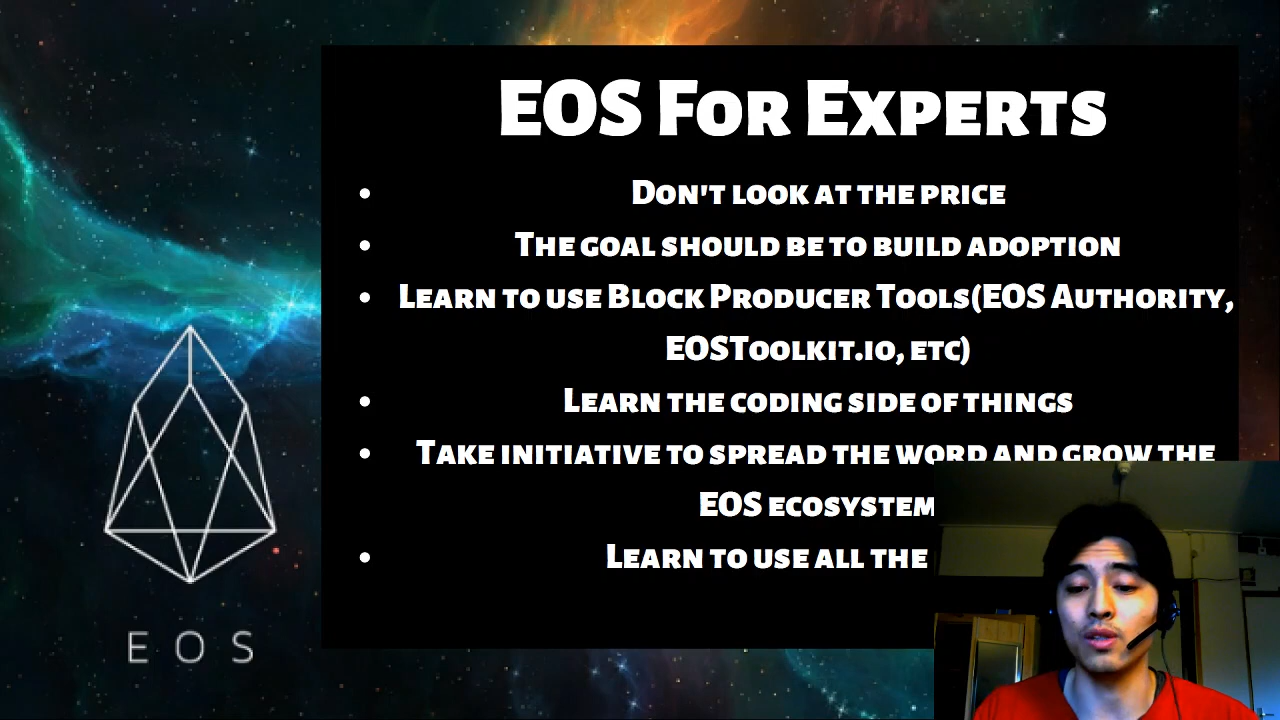 EOS For Experts
• Don't look at the price
• The goal should be to build adoption
• Learn to use Block Producer Tools(EOS Authority,
EOSToolkit.io, etc)
• Learn the coding side of things
• Take initiative to spread the word and grow the
EOS ecosystem
• Learn to use all the
EOS